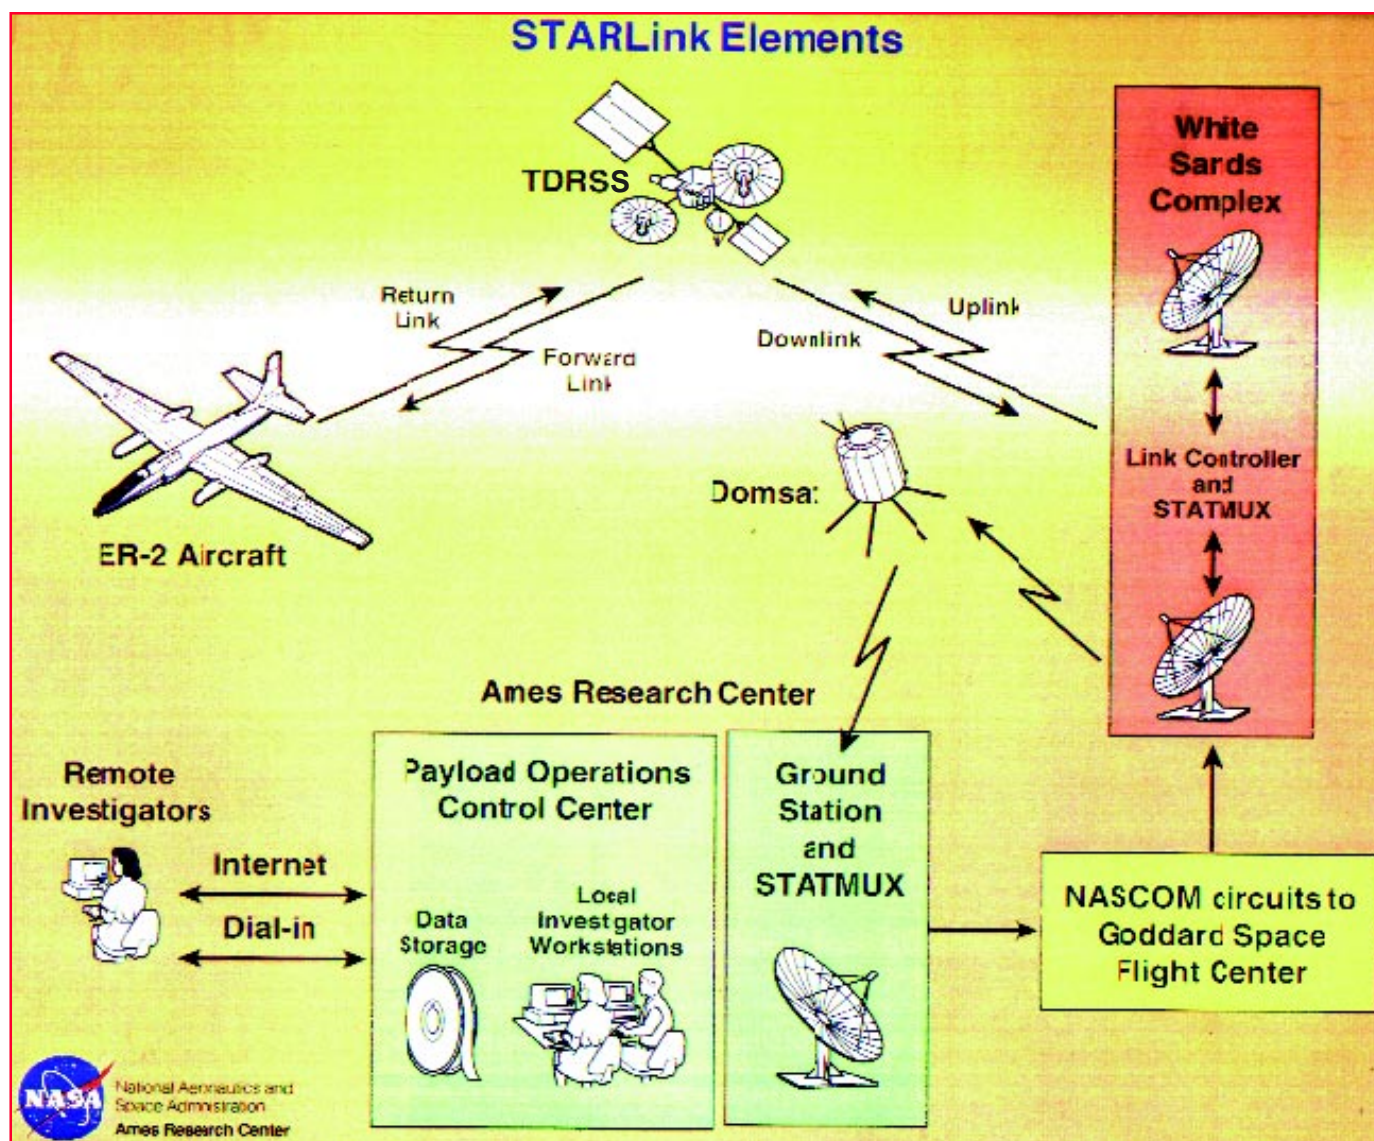 STARLink Elements
TDRSS
White
Sands
Complex
Return
Link
Forward
Link
Uplink
Downlink
Link Controller
and
STATMUX
Domsat
ER-2 Aircraft
Ames Research Center
Remote
Investigators
Internet
Dial-in
Payload Operations
Control Center
Data
Storage
Local
Investigator
Workstations
Ground
Station
and
STATMUX
NASCOM circuits to
Goddard Space
Flight Center
NASA
National Aeronautics and
Space Administration
Ames Research Center